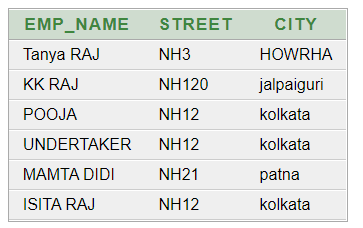 EMP_NAME STREET CITY
Tanya RAJ NH3 HOWRHA
KK RAJ NH120 jalpaiguri
POOJA NH12 kolkata
UNDERTAKER NH12 kolkata
MAMTA DIDI NH21 patna
ISITA RAJ NH12 kolkata